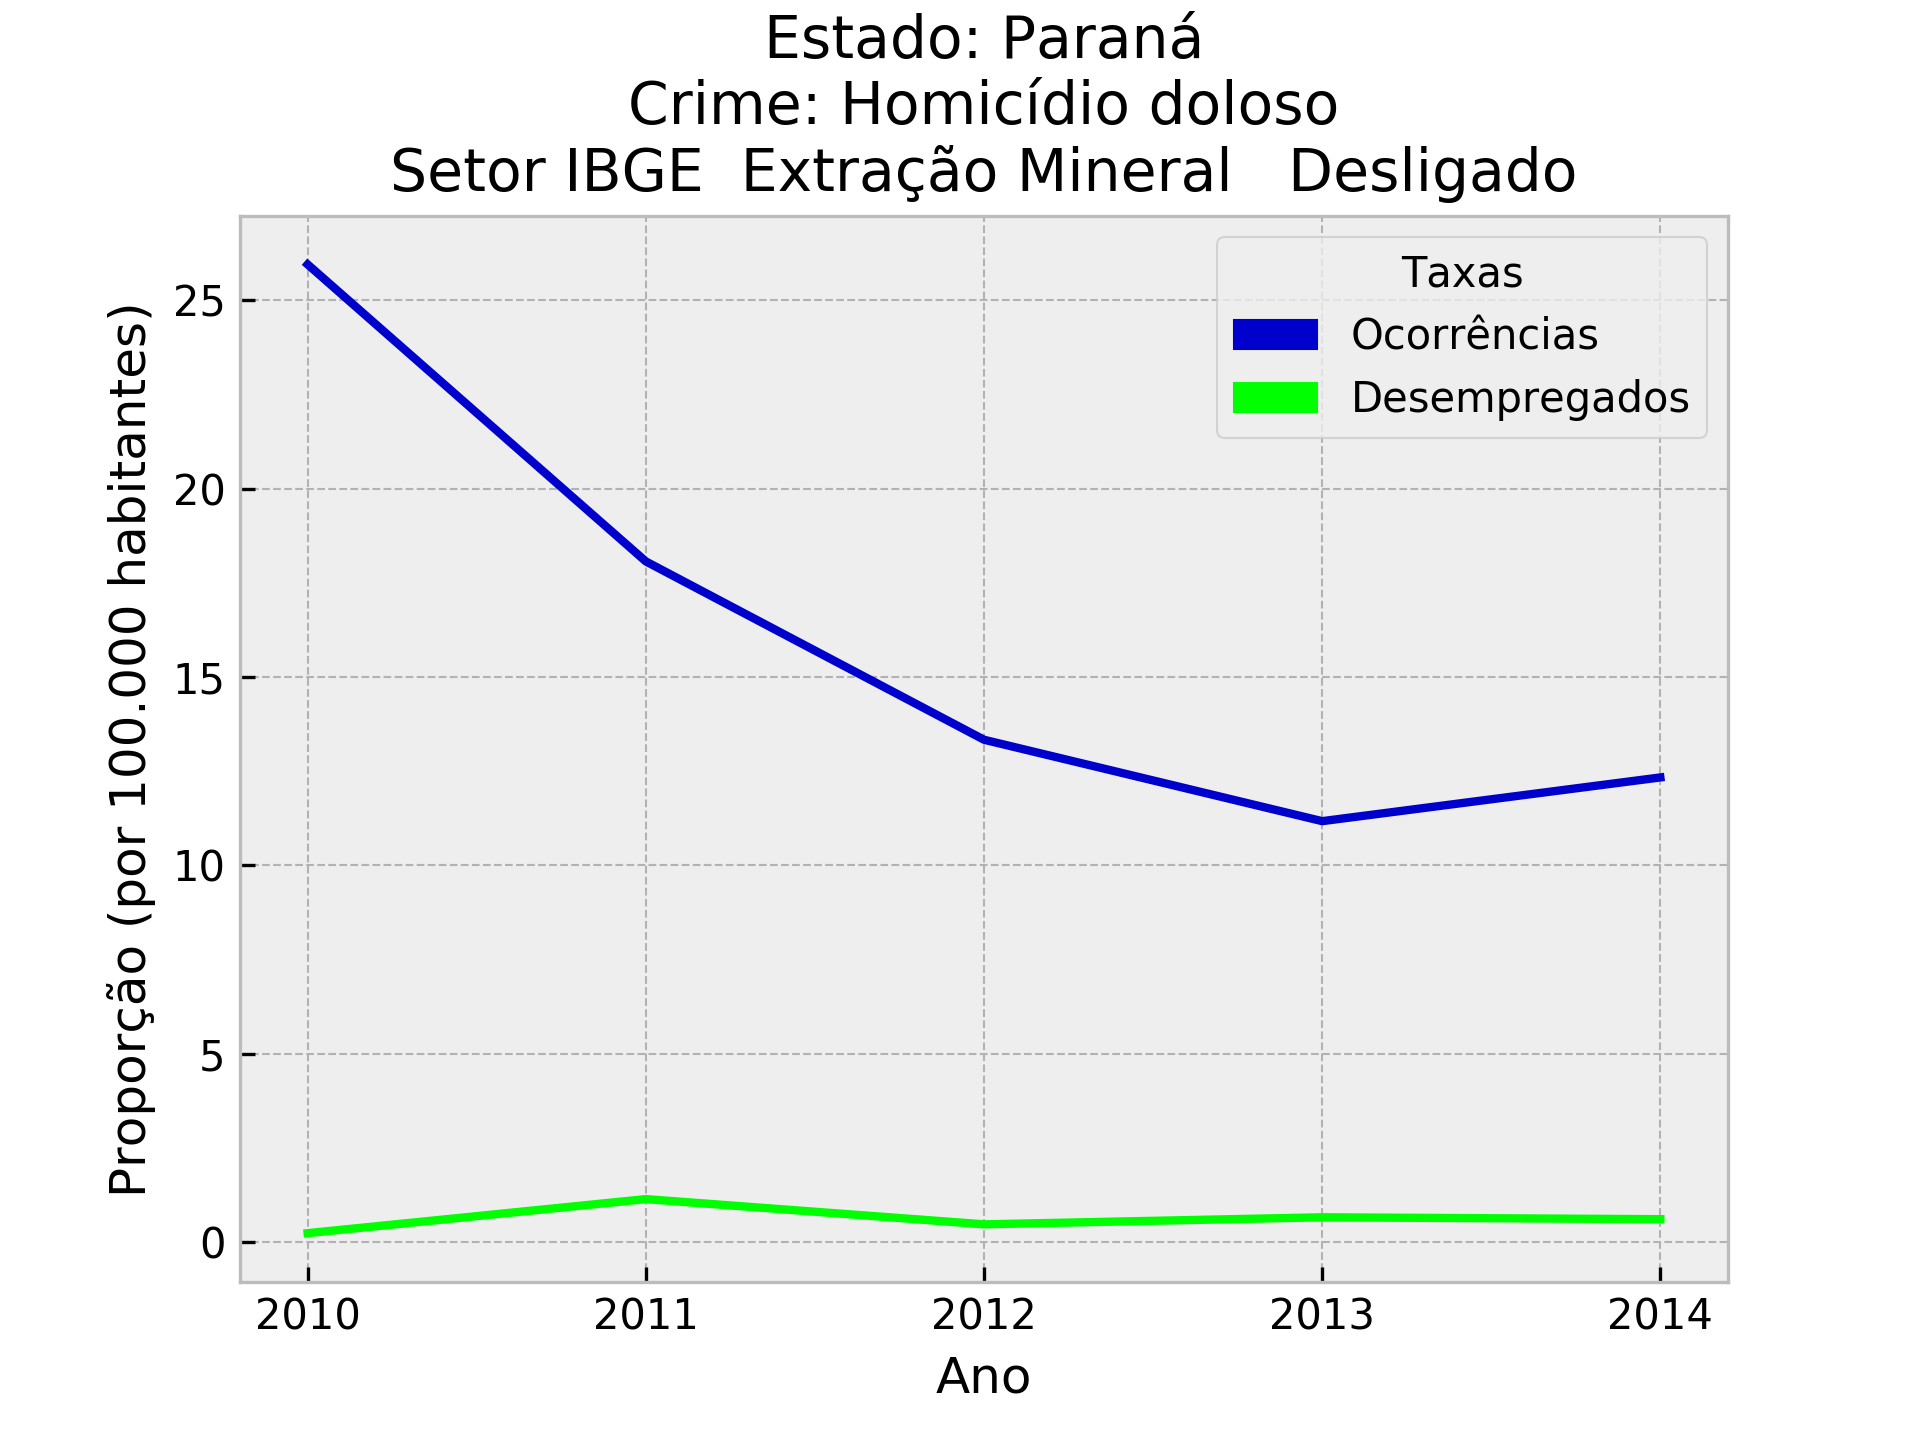 Estado: Paraná
Crime: Homicídio doloso
Setor IBGE  Extração Mineral   Desligado
Taxas
Ocorrências
Desempregados
Proporção (por 100.000 habitantes)
25
20
15
10
5
0
2010 2011 2012 2013 2014
Ano